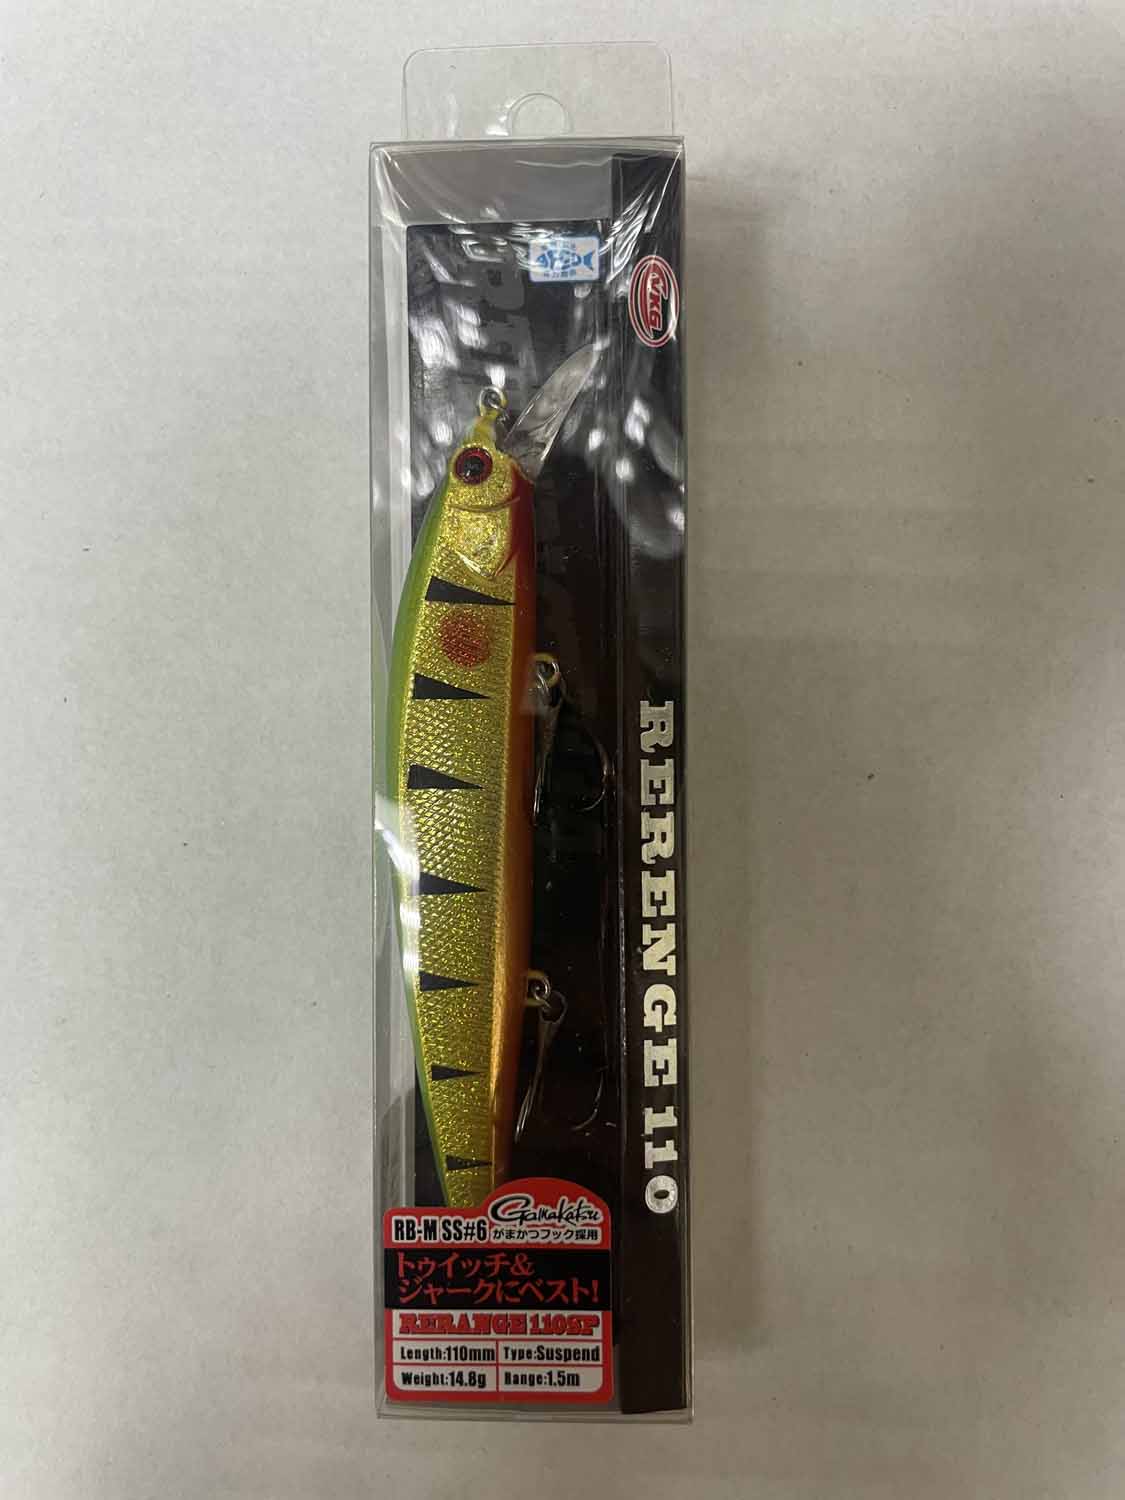 NKG
RERENGE 110
RB-M SS#6
Gamakatsu
がまかつフック採用
トゥイッチ&
ジャークにベスト!
RERANGE 110SP
Length:110mm
Type:Suspend
Weight:14.8g
Range:1.5m